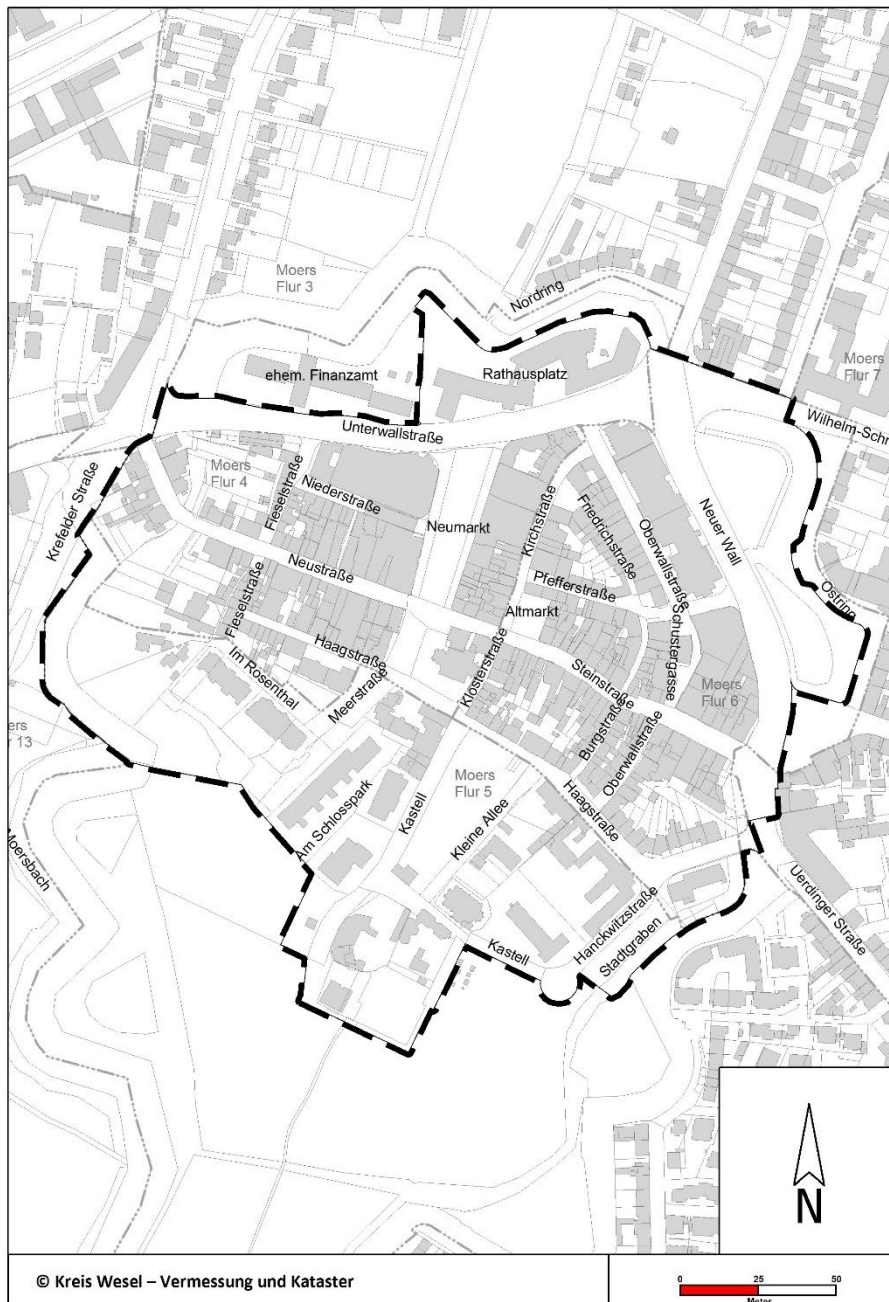 Moers
Flur 3
Nordring
ehem. Finanzamt
Rathausplatz
Moers
Flur 7
Unterwallstraße
Wilhelm-Schr
Krefelder Straße
Moers
Flur 4
Fieselstraße
Niederstraße
Neumarkt
Kirchstraße
Friedrichstraße
Oberwallstraße
Neuer Wall
Neustraße
Pfefferstraße
Ostring
Fieselstraße
Altmarkt
Schustergasse
Haagstraße
Im Rosenthal
Meerstraße
Klosterstraße
Steinstraße
Moers
Flur 6
Burgstraße
Oberwallstraße
ers
r 13
Moers
Flur 5
Haagstraße
Am Schlosspark
Kastell
Kleine Allee
Moersbach
Uerdinger Straße
Hanckwitzstraße
Stadtgraben
Kastell
N
© Kreis Wesel – Vermessung und Kataster
0 25 50
Meter